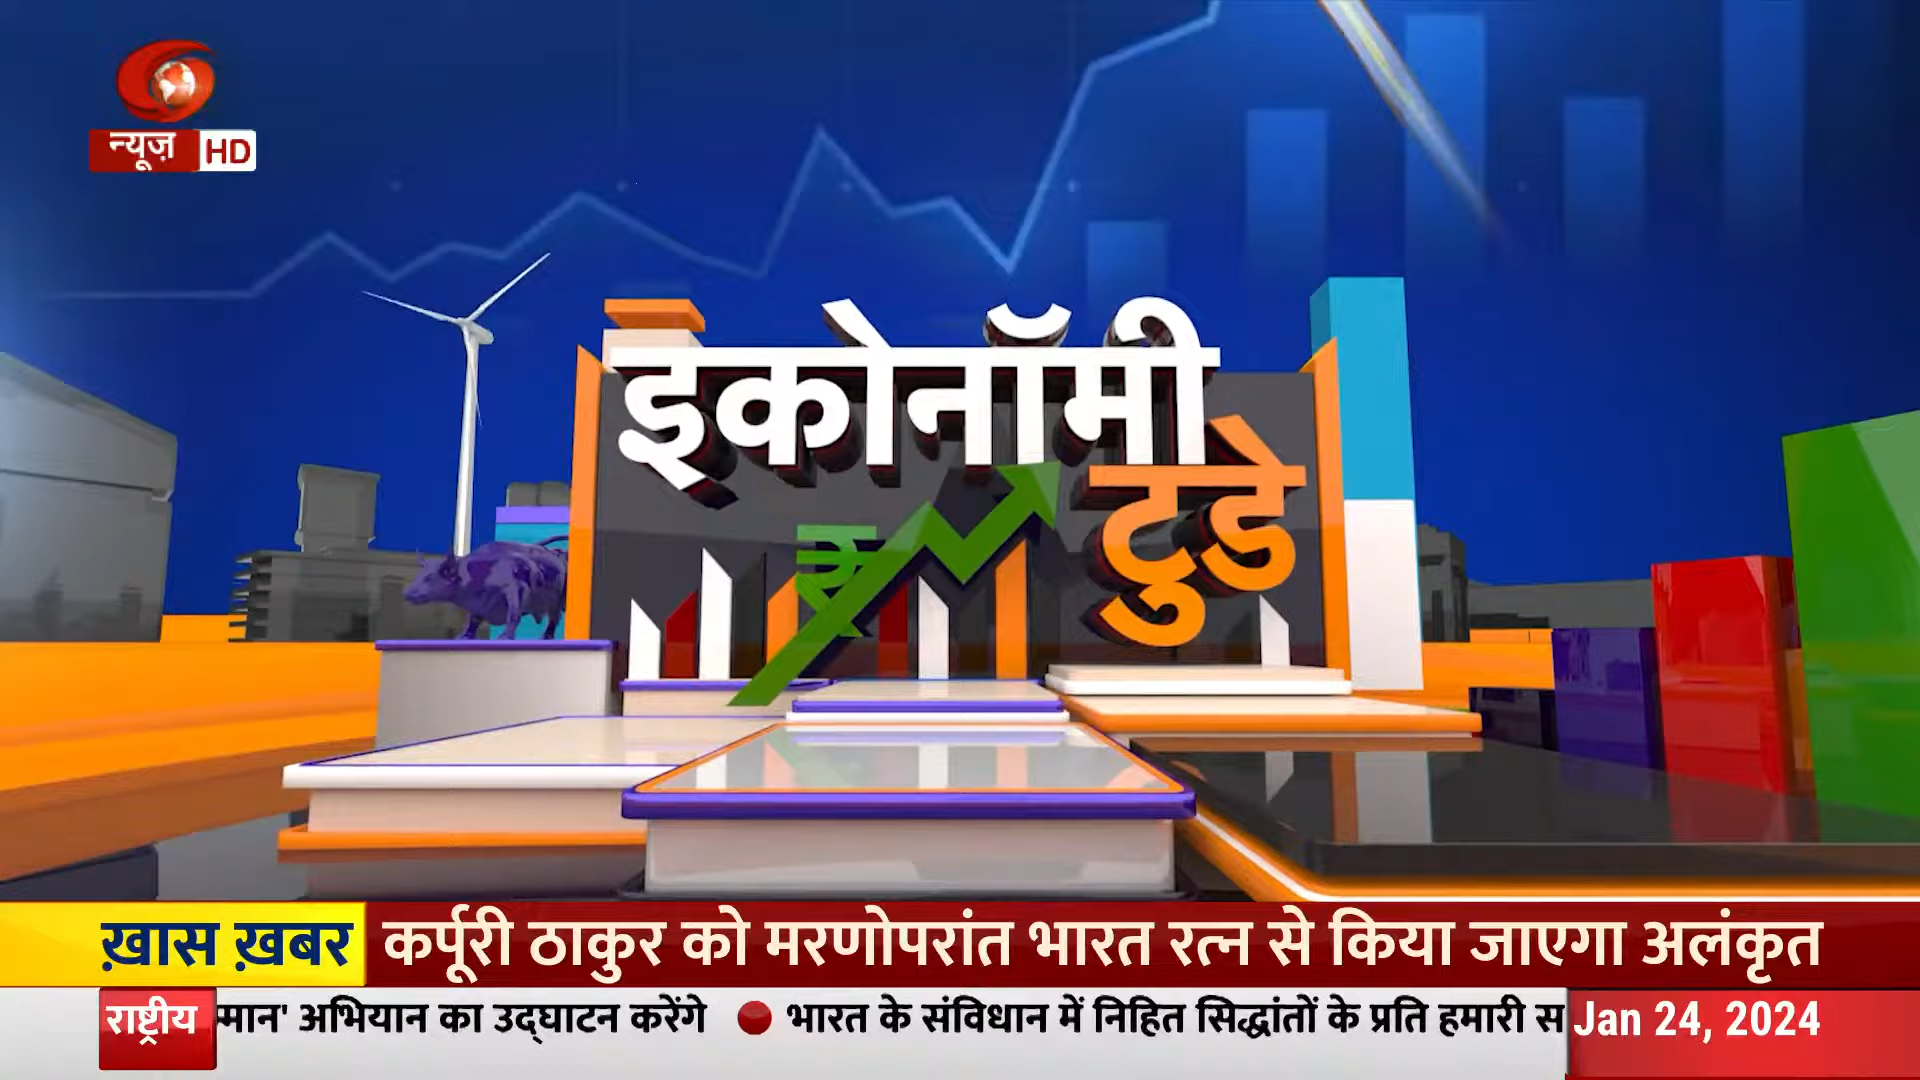 न्यूज़ HD
इकोनॉमी
टुडे
₹
ख़ास ख़बर कर्पूरी ठाकुर को मरणोपरांत भारत रत्न से किया जाएगा अलंकृत
राष्ट्रीय मान' अभियान का उद्घाटन करेंगे ● भारत के संविधान में निहित सिद्धांतों के प्रति हमारी स Jan 24, 2024